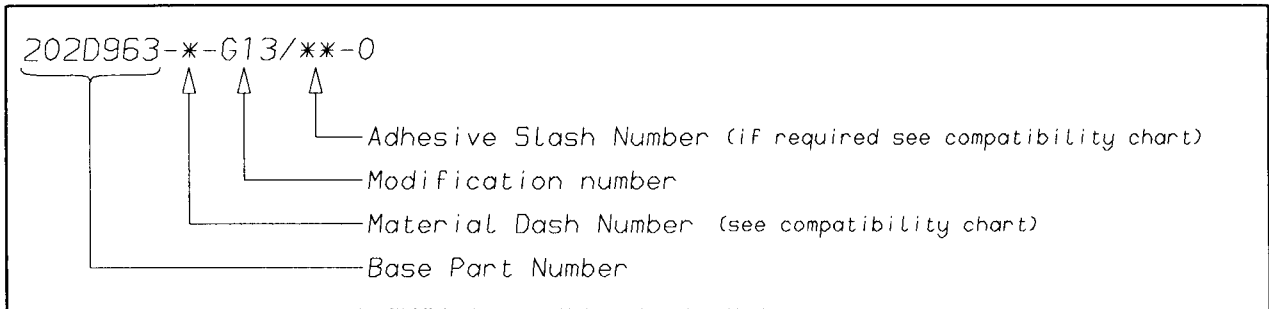 202D963-*-G13/**-0
Adhesive Slash Number (if required see compatibility chart)
Modification number
Material Dash Number (see compatibility chart)
Base Part Number